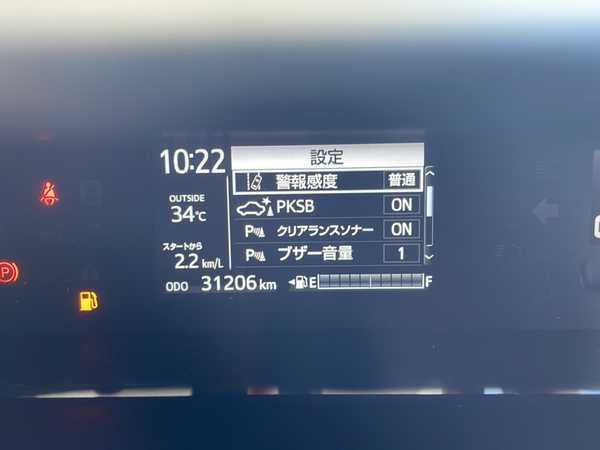 設定
10:22
警報感度 普通
OUTSIDE
34℃
PKSB ON
クリアランスソナー ON
スタートから
2.2 km/L
ブザー音量 1
ODO 31206 km
E F
P
P
P